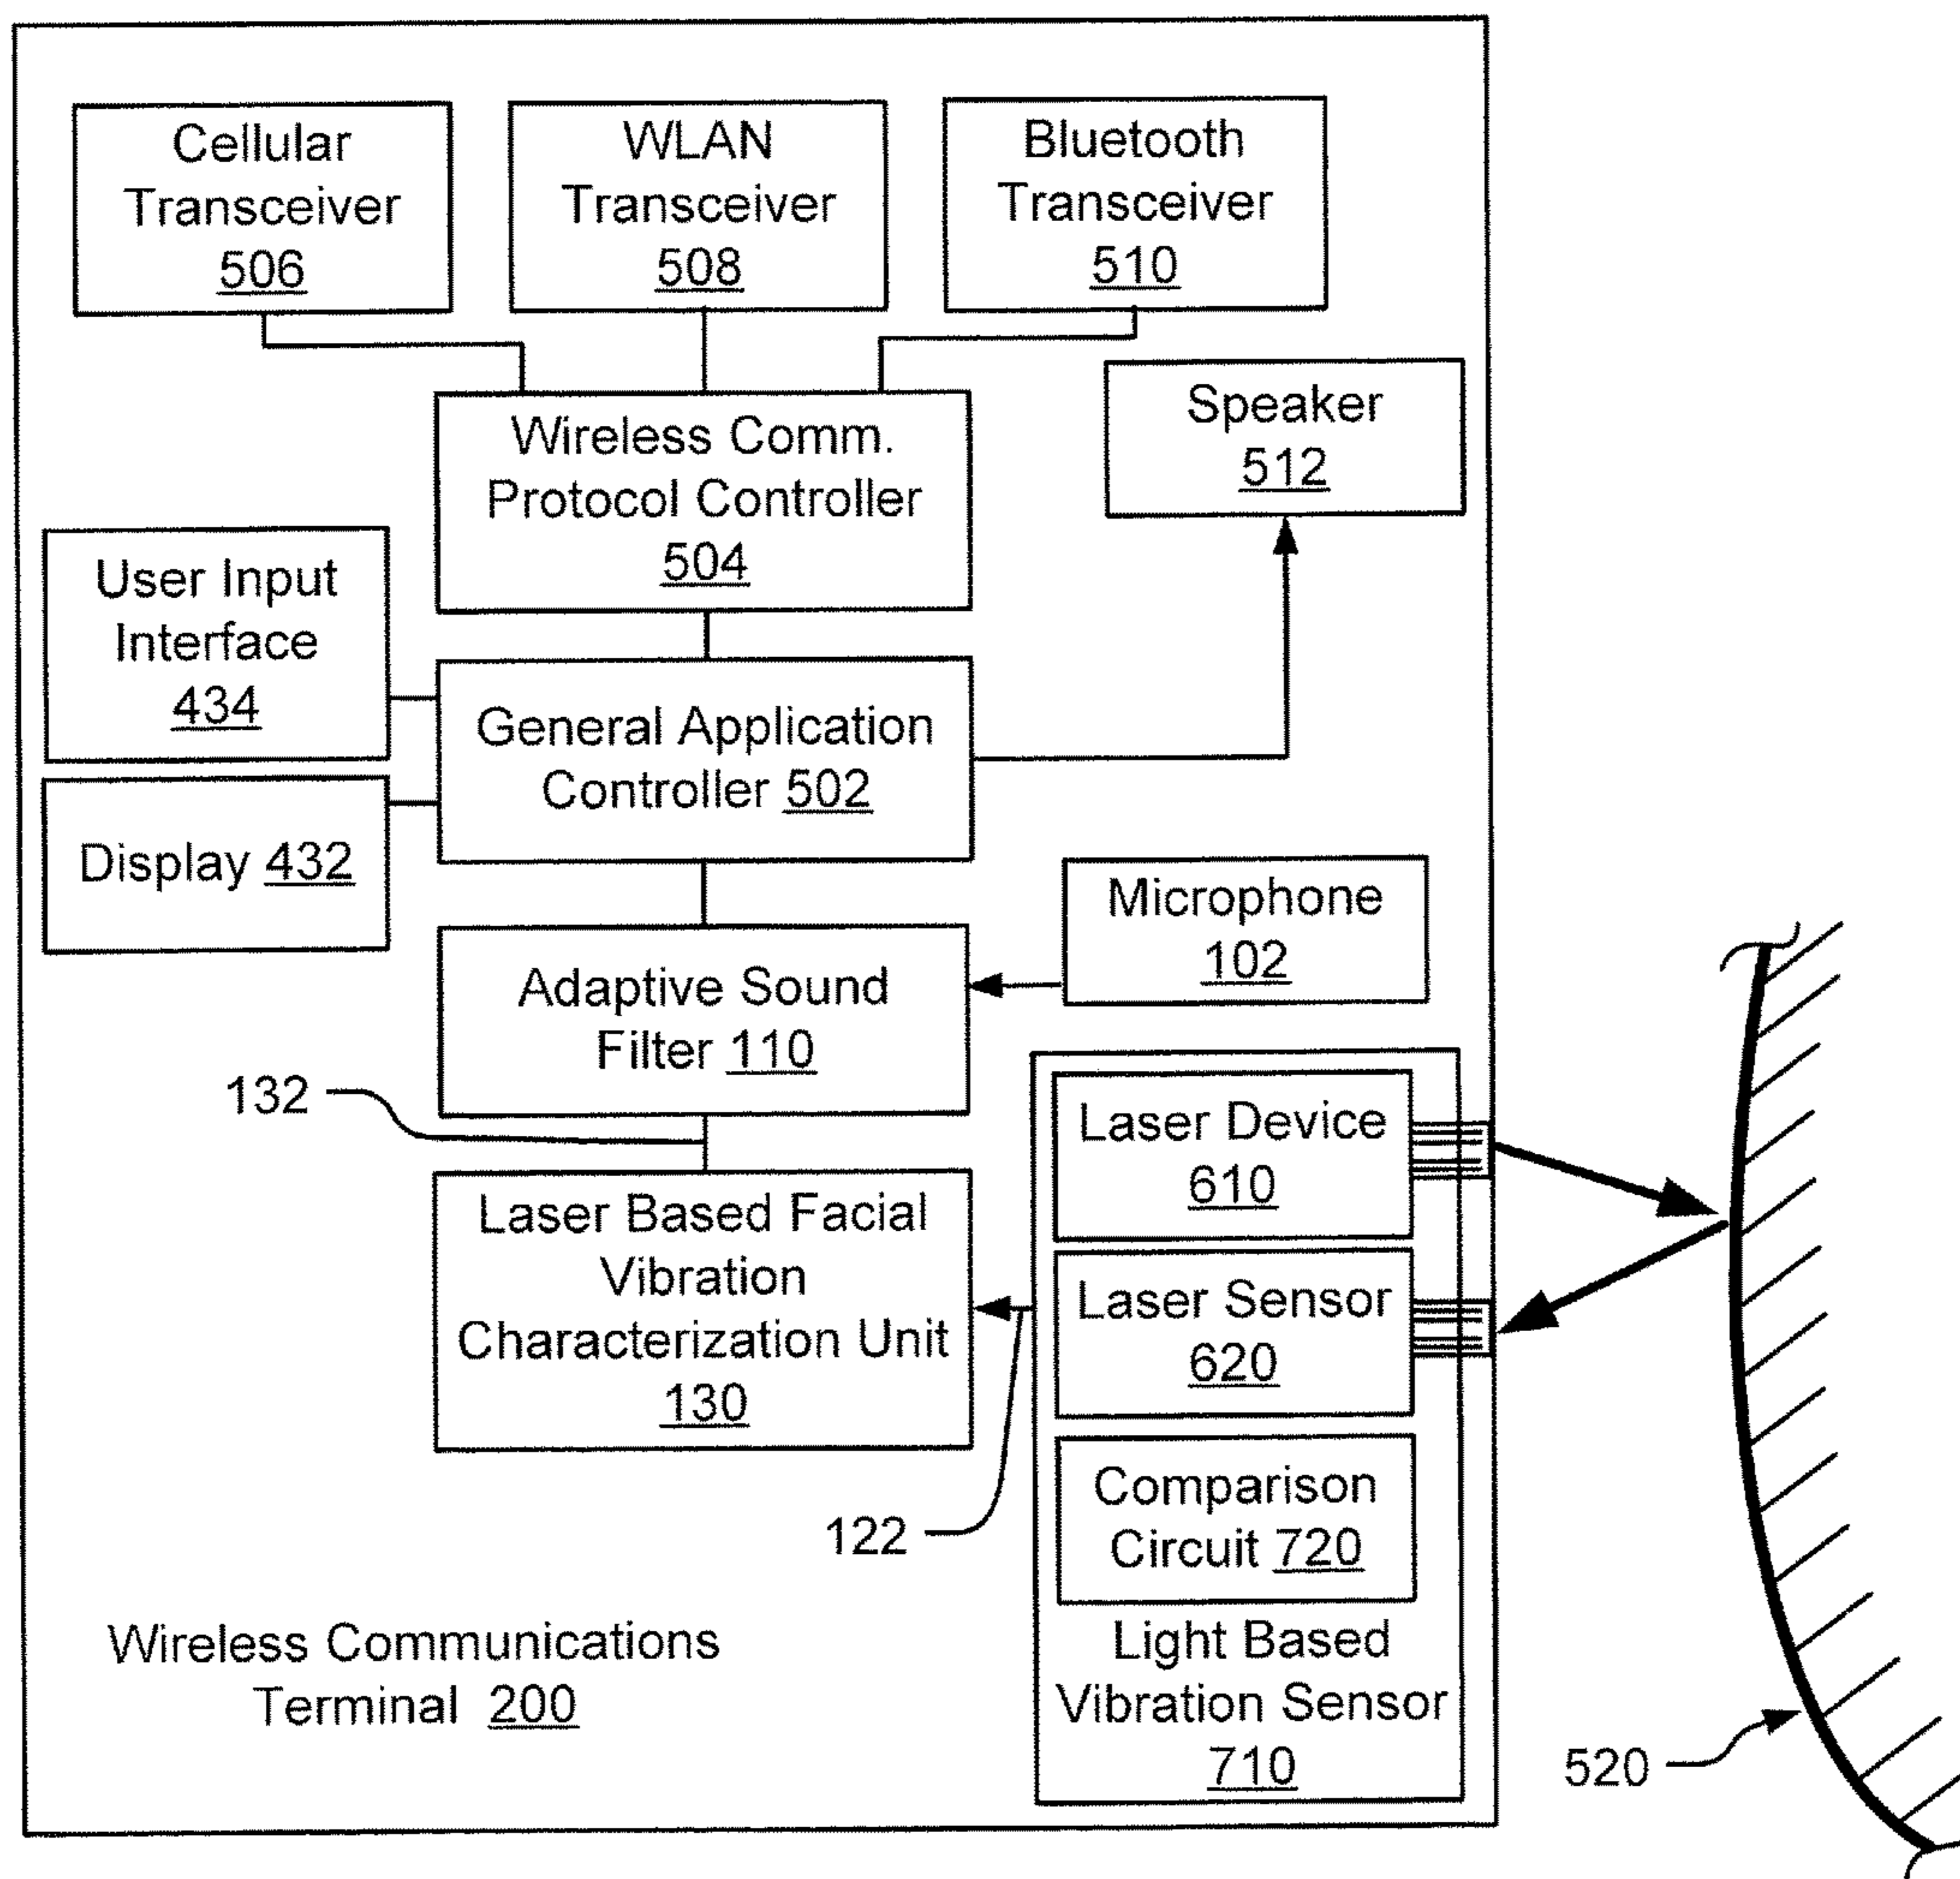 Cellular
Transceiver
506
WLAN
Transceiver
508
Bluetooth
Transceiver
510
Wireless Comm.
Protocol Controller
504
Speaker
512
User Input
Interface
434
General Application
Controller 502
Display 432
Microphone
102
Adaptive Sound
Filter 110
132
Laser Device
610
Laser Based Facial
Vibration
Characterization Unit
130
Laser Sensor
620
122
Comparison
Circuit 720
Light Based
Vibration Sensor
710
Wireless Communications
Terminal 200
520